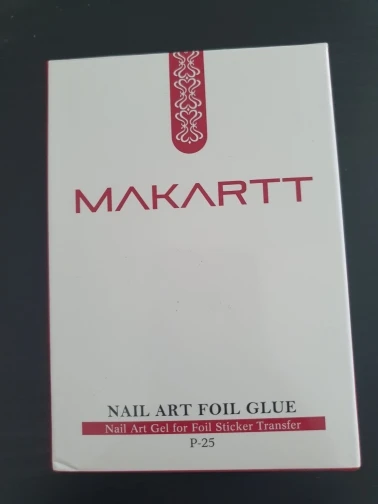 MAKARTT
NAIL ART FOIL GLUE
Nail Art Gel for Foil Sticker Transfer
P-25